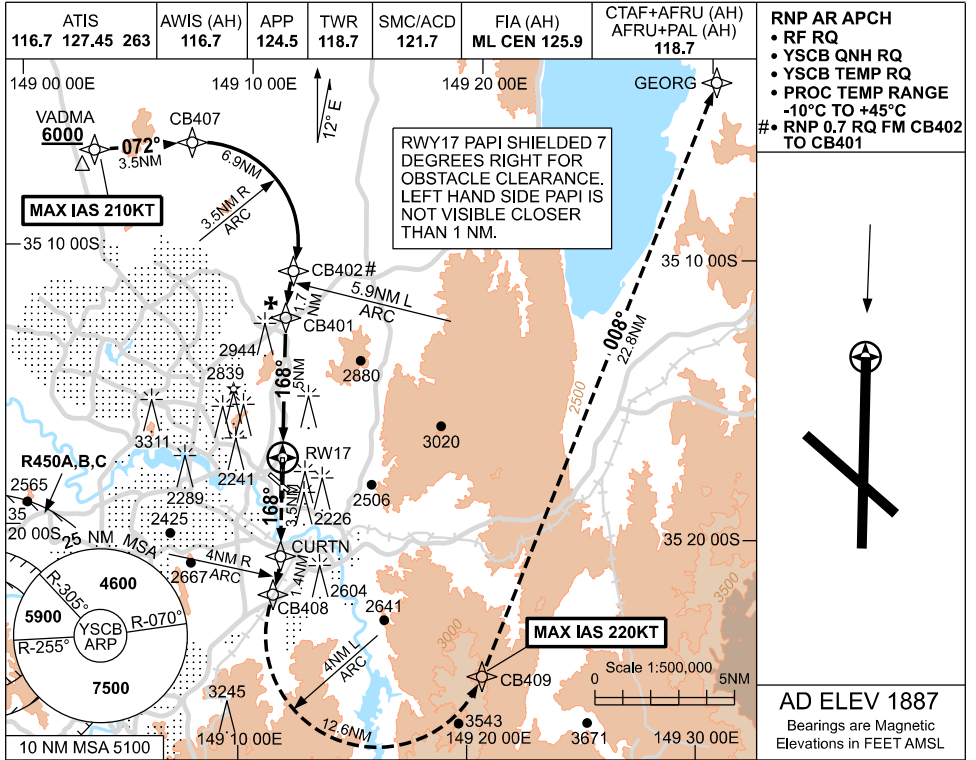 ATIS
116.7 127.45 263
AWIS (AH)
116.7
APP
124.5
TWR
118.7
SMC/ACD
121.7
FIA (AH)
ML CEN 125.9
CTAF+AFRU (AH)
AFRU+PAL (AH)
118.7
RNP AR APCH
• RF RQ
• YSCB QNH RQ
• YSCB TEMP RQ
• PROC TEMP RANGE
-10°C TO +45°C
#• RNP 0.7 RQ FM CB402
TO CB401
149 00 00E
149 10 00E
149 20 00E
GEORG
12° E
VADMA
6000
CB407
072°
3.5NM
6.9NM
3.5NM R
ARC
MAX IAS 210KT
RWY17 PAPI SHIELDED 7
DEGREES RIGHT FOR
OBSTACLE CLEARANCE.
LEFT HAND SIDE PAPI IS
NOT VISIBLE CLOSER
THAN 1 NM.
35 10 00S
35 10 00S
CB402 #
5.9NM L
ARC
1.7
NM
CB401
2944
2839
168°
5NM
2880
008°
22.8NM
2500
3311
3020
2241
RW17
R450A,B,C
2289
2565
2506
2226
168°
3.5NM
35
20 00S
2425
25 NM MSA
CURTN
35 20 00S
4NM R
ARC
2667
1.4NM
2604
CB408
3500
4600
R-305°
5900
YSCB
ARP
R-070°
R-255°
7500
2641
3000
MAX IAS 220KT
4NM L
ARC
CB409
Scale 1:500,000
0
5NM
3245
12.6NM
3543
3671
10 NM MSA 5100
149 10 00E
149 20 00E
149 30 00E
AD ELEV 1887
Bearings are Magnetic
Elevations in FEET AMSL